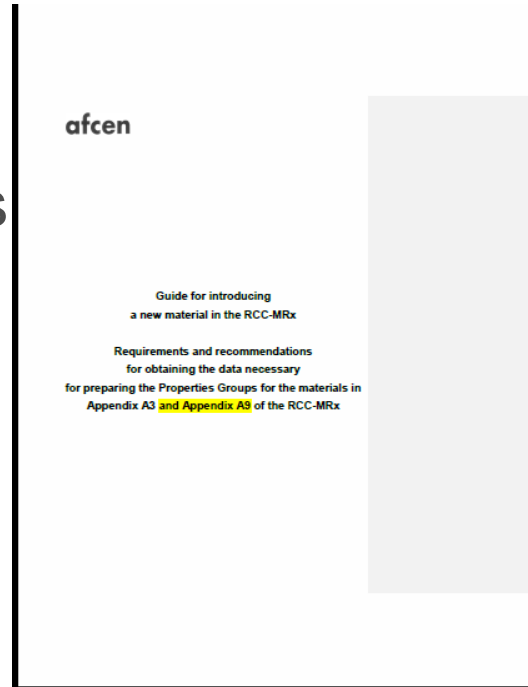 afcen
s
Guide for introducing
a new material in the RCC-MRx
Requirements and recommendations
for obtaining the data necessary
for preparing the Properties Groups for the materials in
Appendix A3 and Appendix A9 of the RCC-MRx